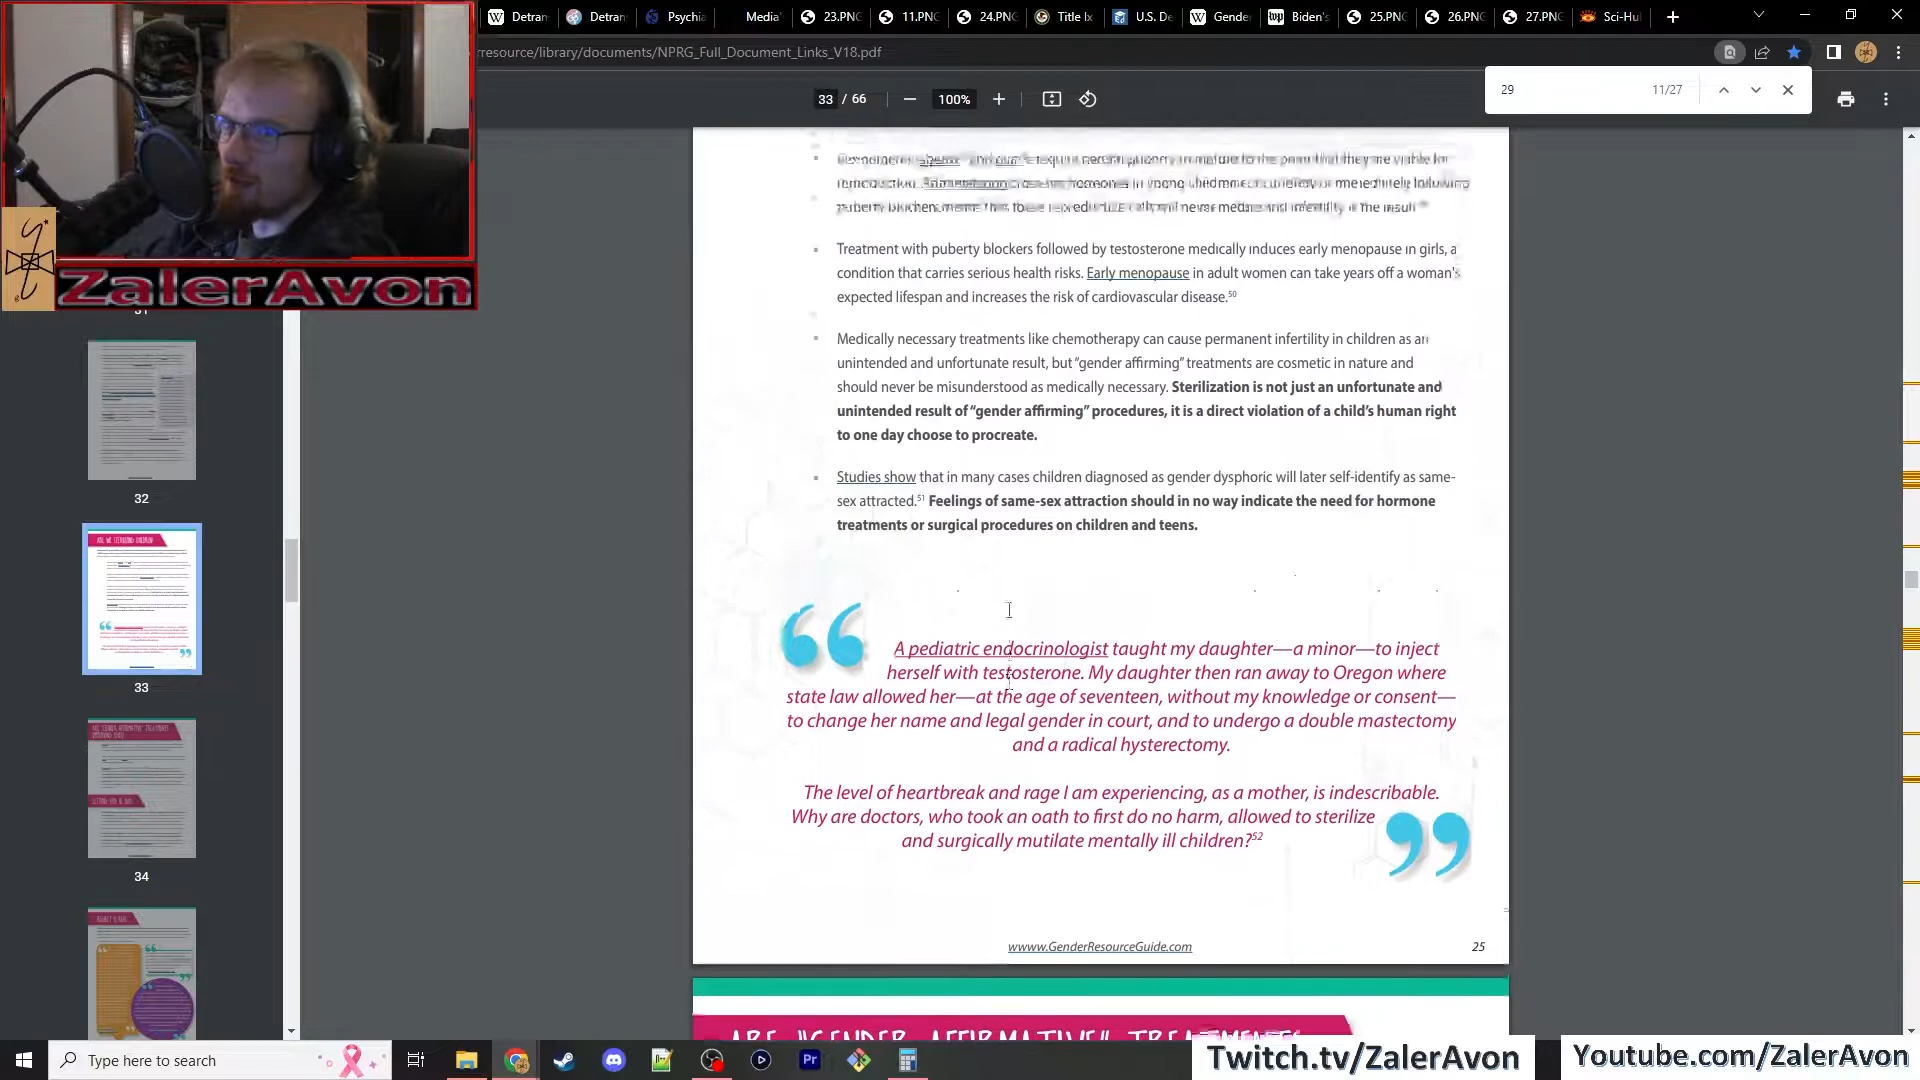 Detran
Detran
Psychia
Media'
23.PNG
11.PNG
24.PNG
Title Ix
U.S. De
Gender
Biden's
25.PNG
26.PNG
27.PNG
Sci-Hul
rresource/library/documents/NPRG_Full_Document_Links_V18.pdf
33 / 66
100%
29
11/27
ZalerAvon
32
33
34
Treatment with puberty blockers followed by testosterone medically induces early menopause in girls, a
condition that carries serious health risks. Early menopause in adult women can take years off a woman's
expected lifespan and increases the risk of cardiovascular disease.50
Medically necessary treatments like chemotherapy can cause permanent infertility in children as an
unintended and unfortunate result, but “gender affirming” treatments are cosmetic in nature and
should never be misunderstood as medically necessary. Sterilization is not just an unfortunate and
unintended result of “gender affirming” procedures, it is a direct violation of a child's human right
to one day choose to procreate.
Studies show that in many cases children diagnosed as gender dysphoric will later self-identify as same-
sex attracted.51 Feelings of same-sex attraction should in no way indicate the need for hormone
treatments or surgical procedures on children and teens.
A pediatric endocrinologist taught my daughter—a minor—to inject
herself with testosterone. My daughter then ran away to Oregon where
state law allowed her—at the age of seventeen, without my knowledge or consent—
to change her name and legal gender in court, and to undergo a double mastectomy
and a radical hysterectomy.
The level of heartbreak and rage I am experiencing, as a mother, is indescribable.
Why are doctors, who took an oath to first do no harm, allowed to sterilize
and surgically mutilate mentally ill children?52
wwww.GenderResourceGuide.com
25
ARE "GENDER AFFIRMATIVE" TREATMENTS
Type here to search
Twitch.tv/ZalerAvon
Youtube.com/ZalerAvon